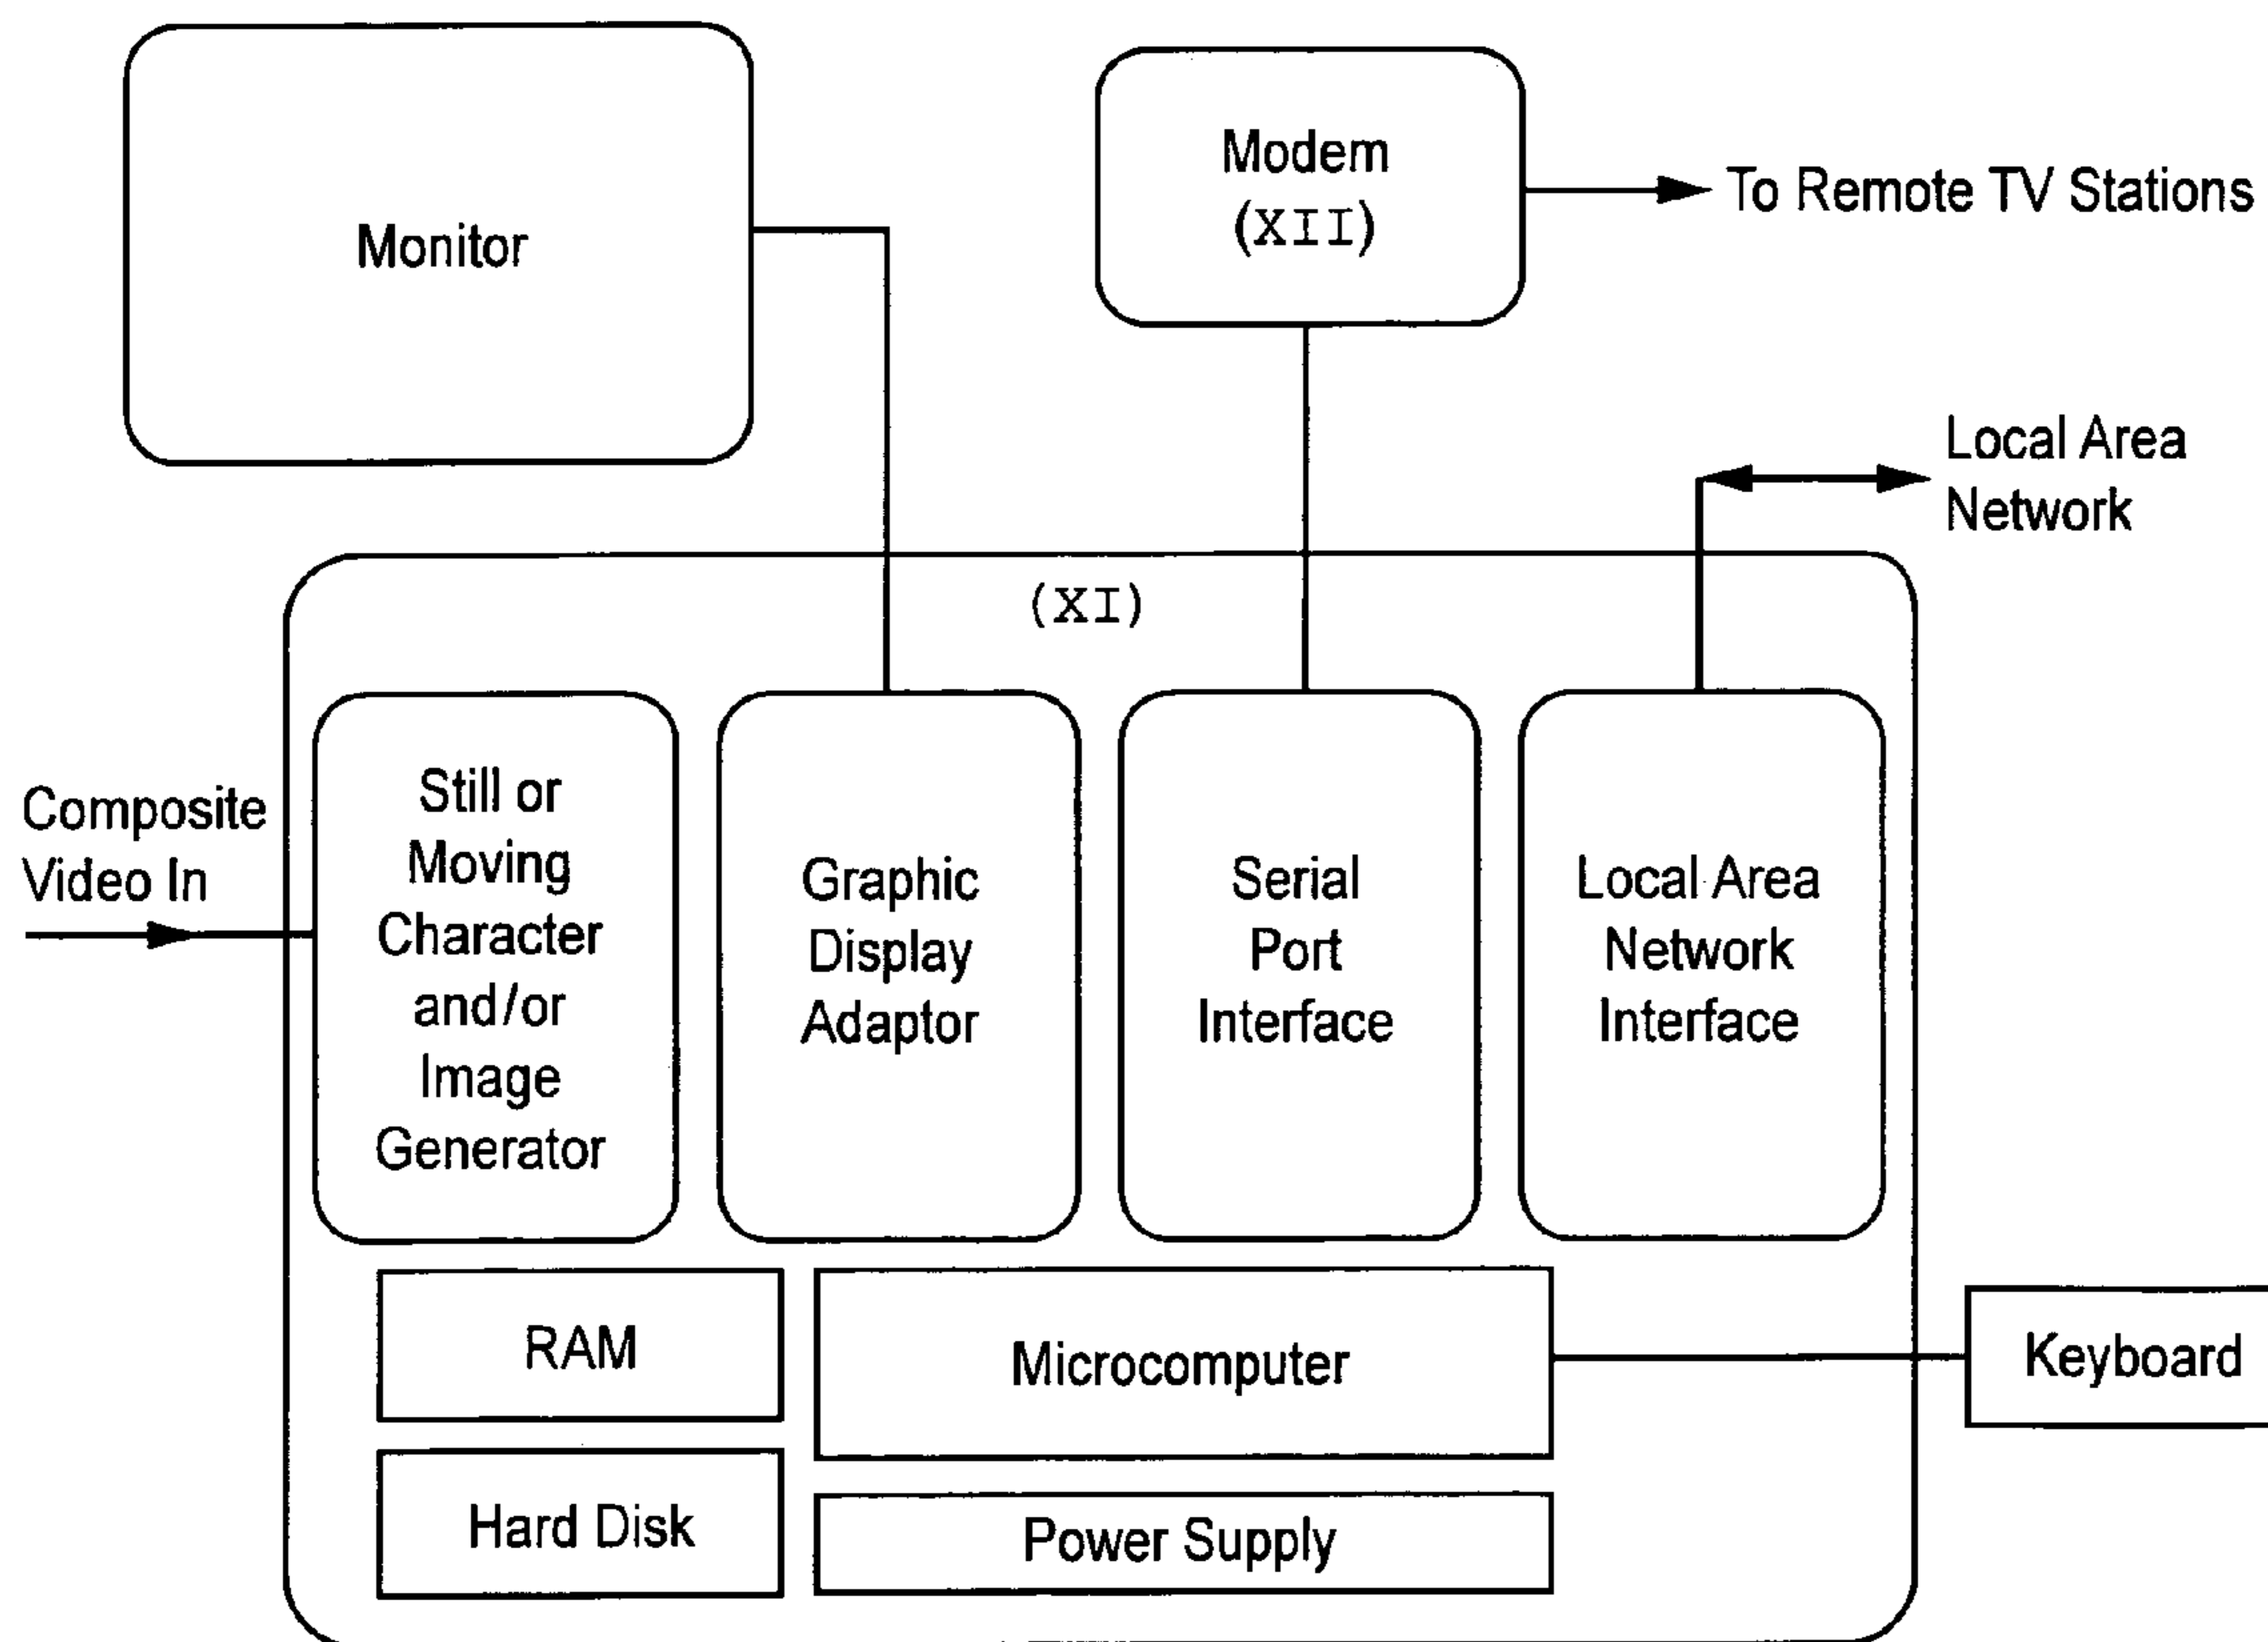 Monitor
Modem
(XII)
To Remote TV Stations
Local Area
Network
(XI)
Composite
Video In
Still or
Moving
Character
and/or
Image
Generator
Graphic
Display
Adaptor
Serial
Port
Interface
Local Area
Network
Interface
RAM
Microcomputer
Keyboard
Hard Disk
Power Supply